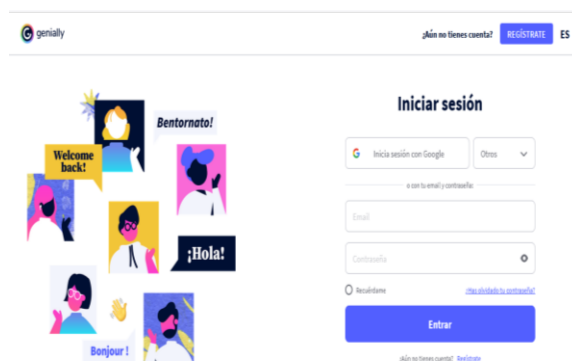 genially
¿Aún no tienes cuenta? REGÍSTRATE ES
Bentornato!
Welcome
back!
¡Hola!
Bonjour !
Iniciar sesión
Inicia sesión con Google
Otros
o con tu email y contraseña:
Email
Contraseña
Recuérdame
¿Has olvidado tu contraseña?
Entrar
¿Aún no tienes cuenta? Regístrate